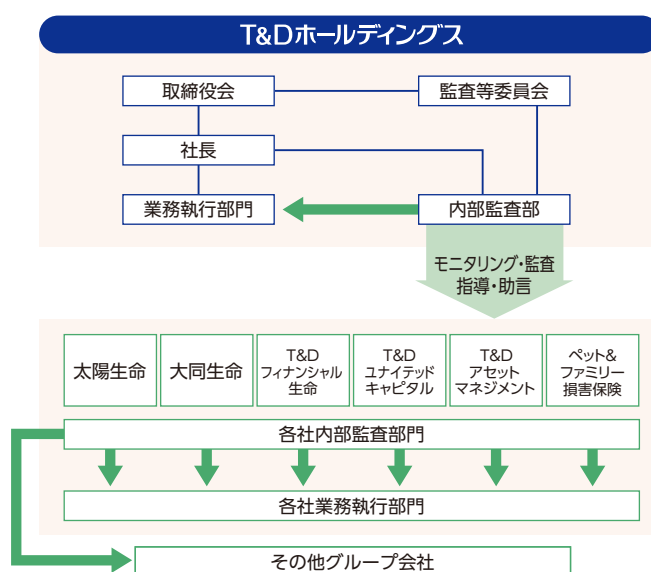 T&Dホールディングス
取締役会
監査等委員会
社長
業務執行部門
内部監査部
モニタリング・監査
指導・助言
太陽生命
大同生命
T&D
フィナンシャル
生命
T&D
ユナイテッド
キャピタル
T&D
アセット
マネジメント
ペット&
ファミリー
損害保険
各社内部監査部門
各社業務執行部門
その他グループ会社